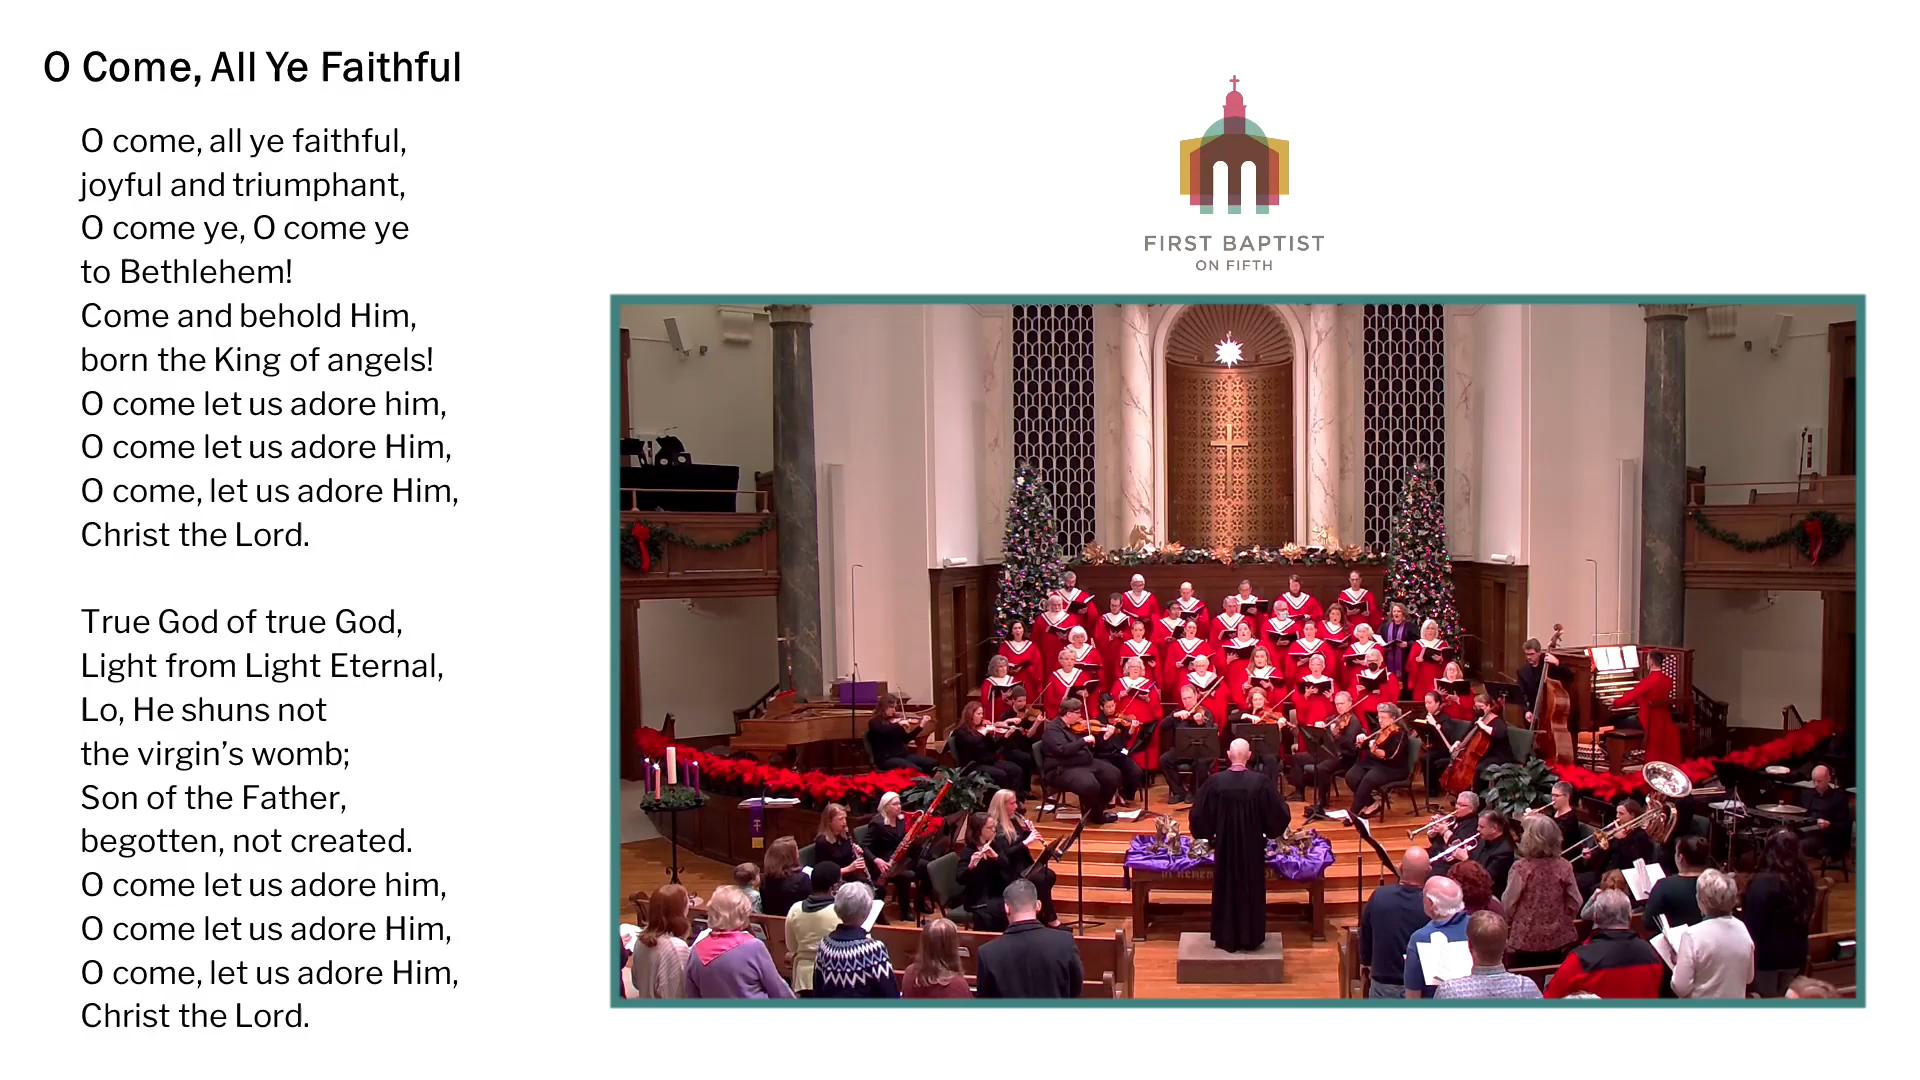 O Come, All Ye Faithful
O come, all ye faithful,
joyful and triumphant,
O come ye, O come ye
to Bethlehem!
Come and behold Him,
born the King of angels!
O come let us adore him,
O come let us adore Him,
O come, let us adore Him,
Christ the Lord.
True God of true God,
Light from Light Eternal,
Lo, He shuns not
the virgin’s womb;
Son of the Father,
begotten, not created.
O come let us adore him,
O come let us adore Him,
O come, let us adore Him,
Christ the Lord.
FIRST BAPTIST
ON FIFTH